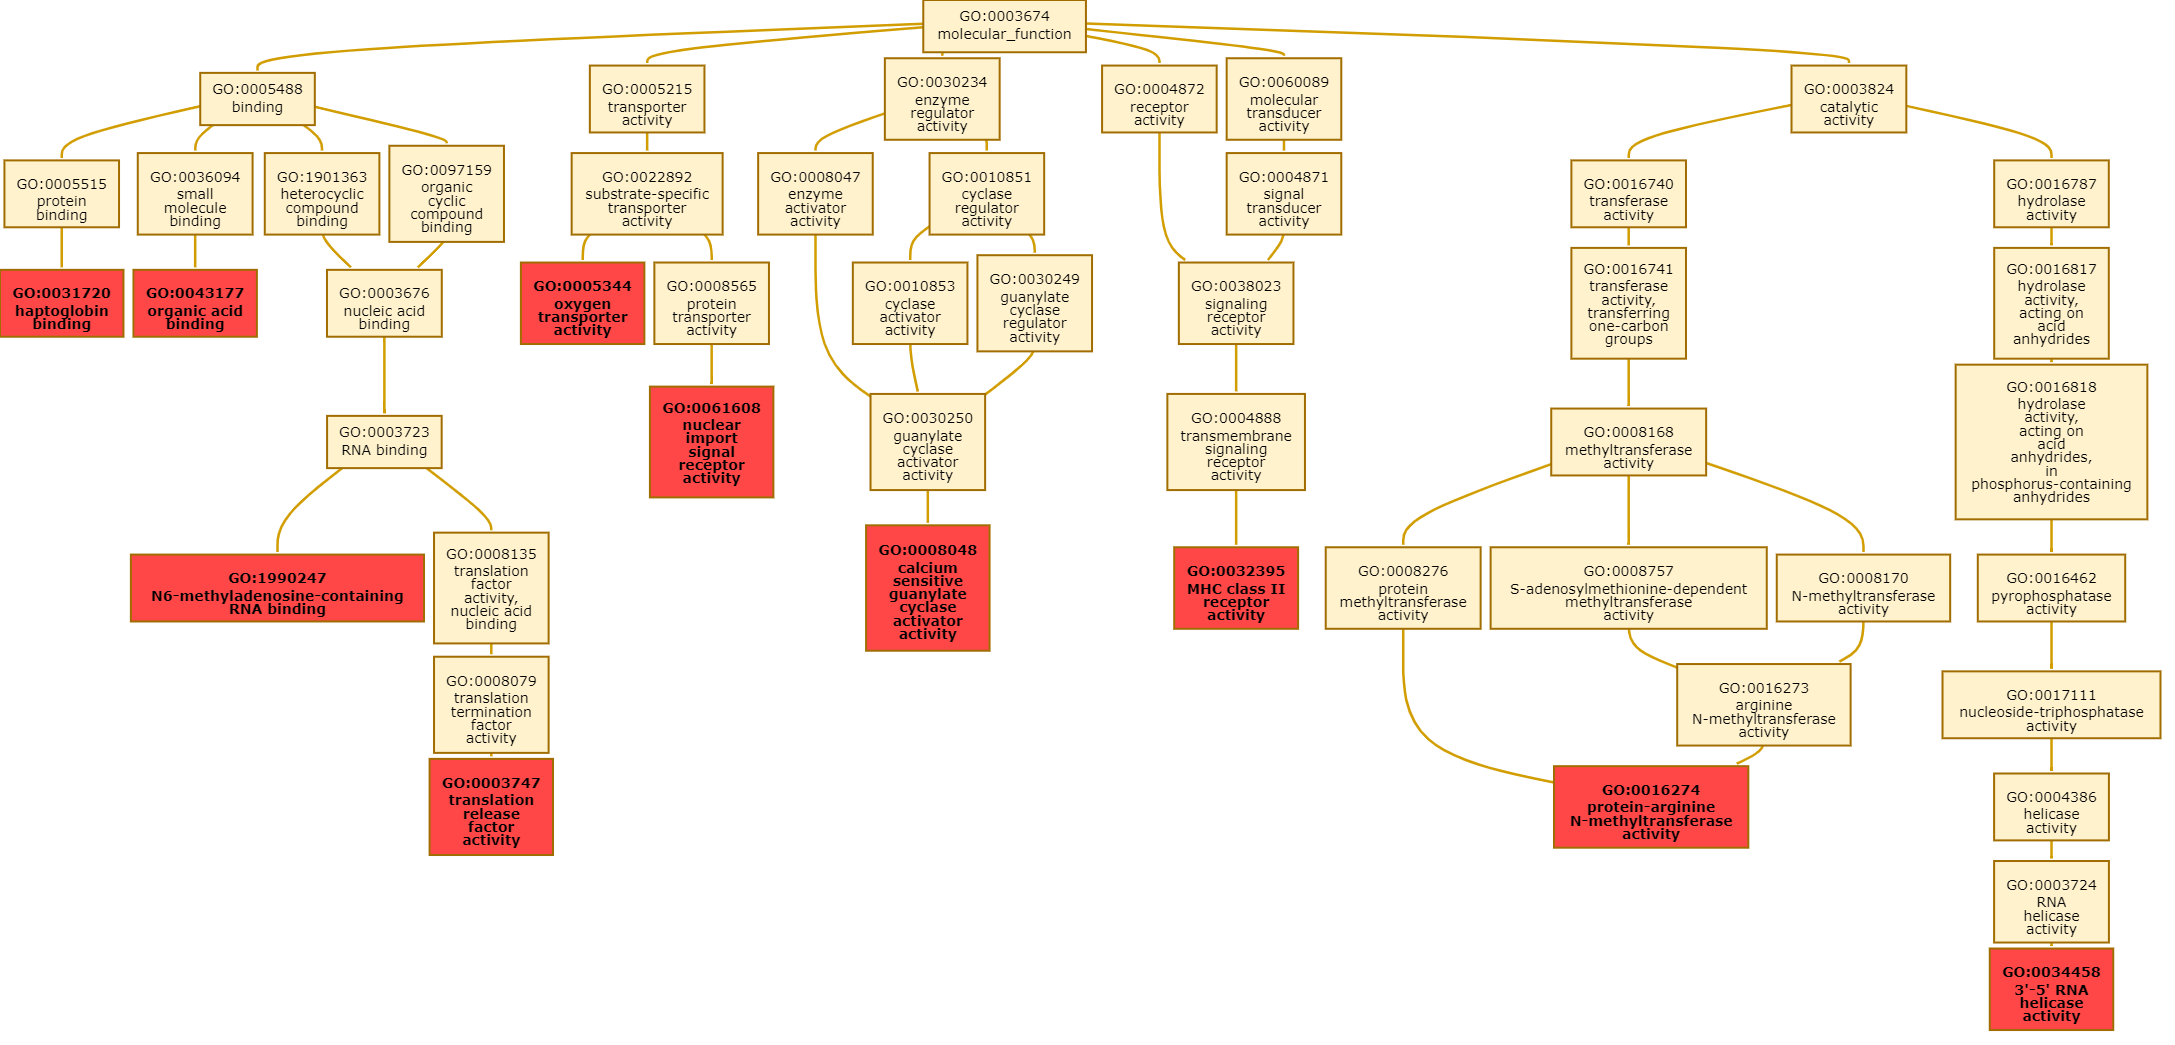 GO:0003674
molecular_function
GO:0005488
binding
GO:0005215
transporter
activity
GO:0030234
enzyme
regulator
activity
GO:0004872
receptor
activity
GO:0060089
molecular
transducer
activity
GO:0003824
catalytic
activity
GO:0005515
protein
binding
GO:0036094
small
molecule
binding
GO:1901363
heterocyclic
compound
binding
GO:0097159
organic
cyclic
compound
binding
GO:0022892
substrate-specific
transporter
activity
GO:0008047
enzyme
activator
activity
GO:0010851
cyclase
regulator
activity
GO:0004871
signal
transducer
activity
GO:0016740
transferase
activity
GO:0016787
hydrolase
activity
GO:0031720
haptoglobin
binding
GO:0043177
organic acid
binding
GO:0003676
nucleic acid
binding
GO:0005344
oxygen
transporter
activity
GO:0008565
protein
transporter
activity
GO:0010853
cyclase
activator
activity
GO:0030249
guanylate
cyclase
regulator
activity
GO:0038023
signaling
receptor
activity
GO:0016741
transferase
activity,
transferring
one-carbon
groups
GO:0016817
hydrolase
activity,
acting on
acid
anhydrides
GO:0003723
RNA binding
GO:0061608
nuclear
import
signal
receptor
activity
GO:0030250
guanylate
cyclase
activator
activity
GO:0004888
transmembrane
signaling
receptor
activity
GO:0008168
methyltransferase
activity
GO:0016818
hydrolase
activity,
acting on
acid
anhydrides,
in
phosphorus-containing
anhydrides
GO:1990247
N6-methyladenosine-containing
RNA binding
GO:0008135
translation
factor
activity,
nucleic acid
binding
GO:0008048
calcium
sensitive
guanylate
cyclase
activator
activity
GO:0032395
MHC class II
receptor
activity
GO:0008276
protein
methyltransferase
activity
GO:0008757
S-adenosylmethionine-dependent
methyltransferase
activity
GO:0008170
N-methyltransferase
activity
GO:0016462
pyrophosphatase
activity
GO:0008079
translation
termination
factor
activity
GO:0016273
arginine
N-methyltransferase
activity
GO:0017111
nucleoside-triphosphatase
activity
GO:0003747
translation
release
factor
activity
GO:0016274
protein-arginine
N-methyltransferase
activity
GO:0004386
helicase
activity
GO:0003724
RNA
helicase
activity
GO:0034458
3'-5' RNA
helicase
activity